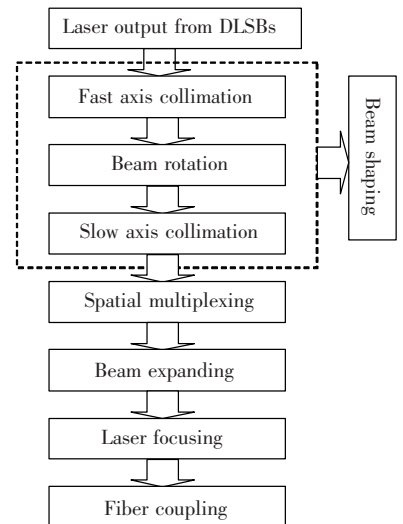 Laser output from DLSBs
Fast axis collimation
Beam rotation
Slow axis collimation
Beam shaping
Spatial multiplexing
Beam expanding
Laser focusing
Fiber coupling